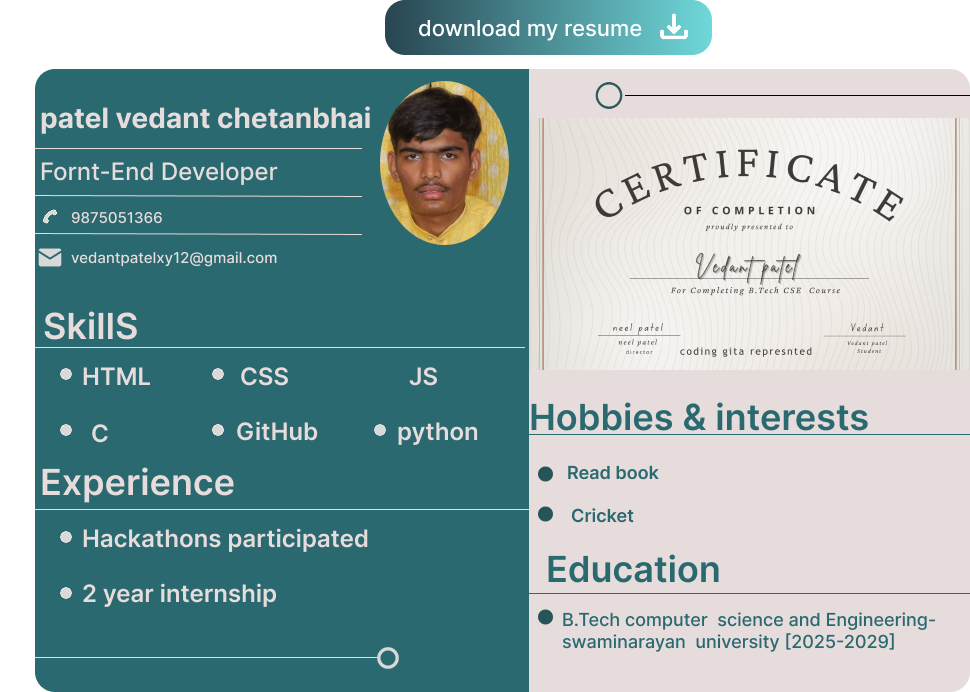 download my resume
patel vedant chetanbhai
Fornt-End Developer
9875051366
vedantpatelxy12@gmail.com
SkillS
HTML
CSS
JS
C
GitHub
python
Experience
Hackathons participated
2 year internship
CERTIFICATE
OF COMPLETION
proudly presented to
Vedant patel
For Completing B.Tech CSE Course
neel patel
neel patel
director
coding gita represnted
Vedant
Vedant patel
Student
Hobbies & interests
Read book
Cricket
Education
B.Tech computer science and Engineering-
swaminarayan university [2025-2029]